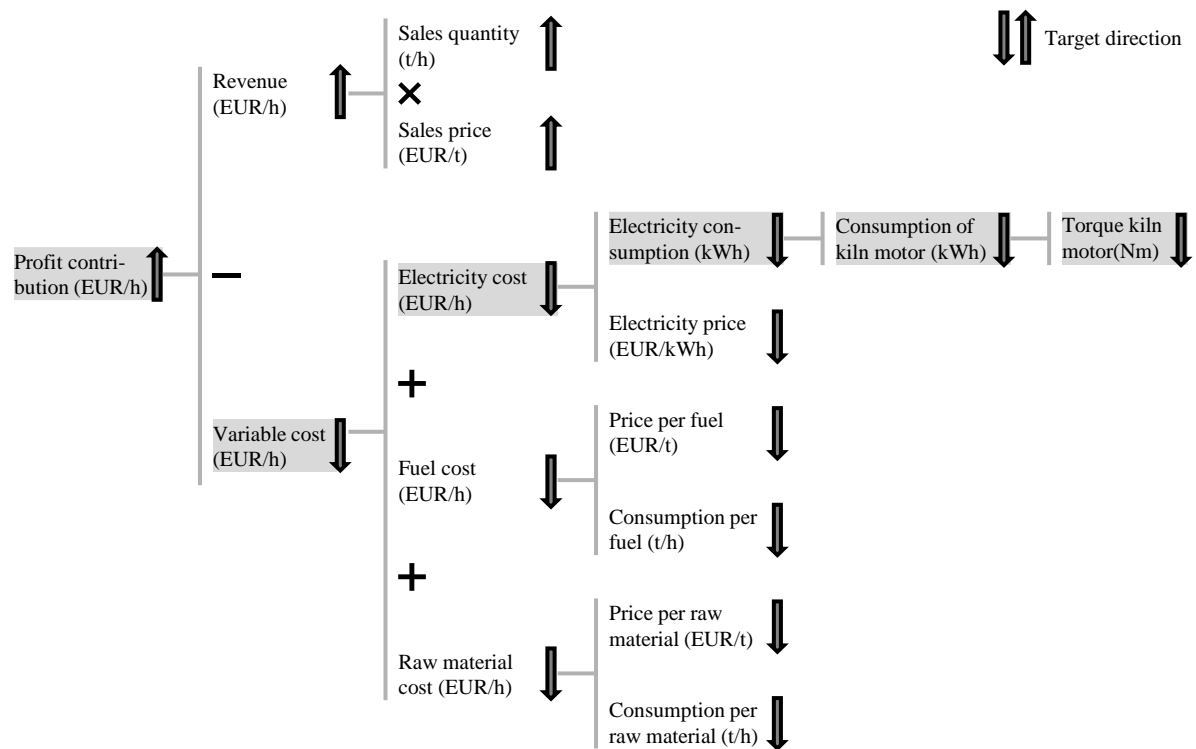 Sales quantity
(t/h)
Target direction
Revenue
(EUR/h)
×
Sales price
(EUR/t)
Profit contri-
bution (EUR/h)
−
Electricity cost
(EUR/h)
Electricity con-
sumption (kWh)
Consumption of
kiln motor (kWh)
Torque kiln
motor(Nm)
Electricity price
(EUR/kWh)
+
Variable cost
(EUR/h)
Fuel cost
(EUR/h)
Price per fuel
(EUR/t)
Consumption per
fuel (t/h)
+
Raw material
cost (EUR/h)
Price per raw
material (EUR/t)
Consumption per
raw material (t/h)